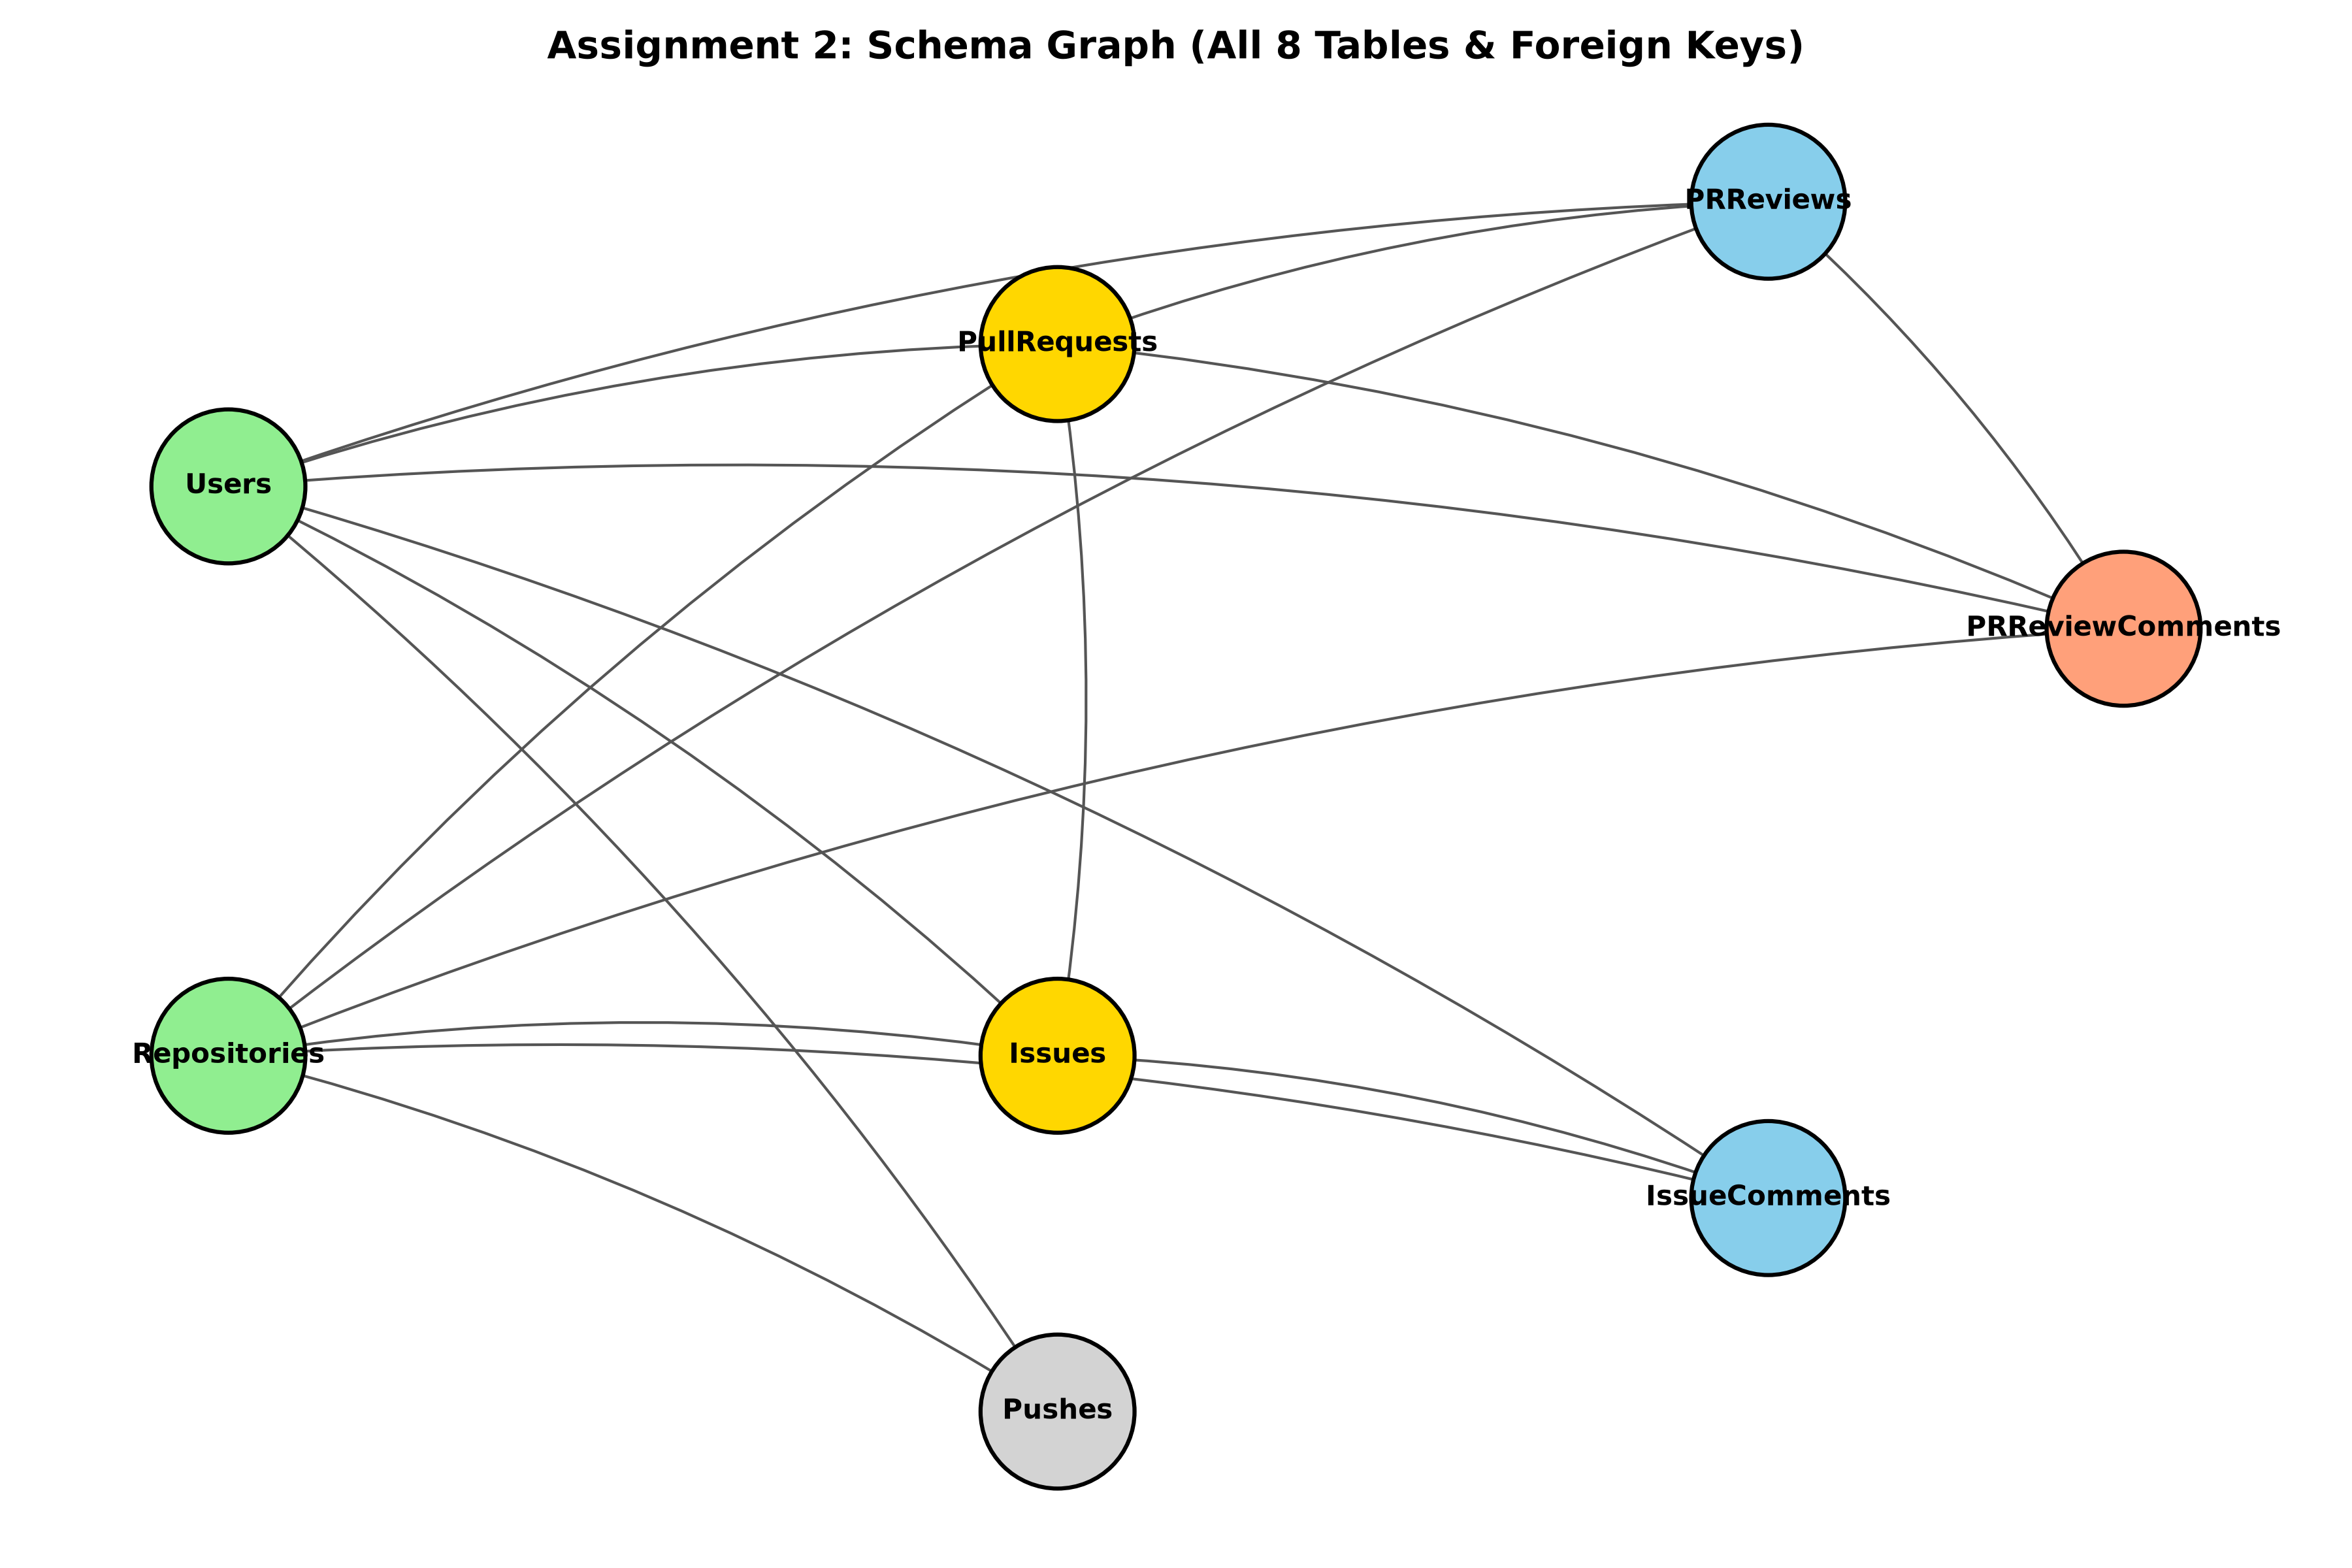 Assignment 2: Schema Graph (All 8 Tables & Foreign Keys)
PRReviews
PullRequests
Users
PRReviewComments
Repositories
Issues
IssueComments
Pushes